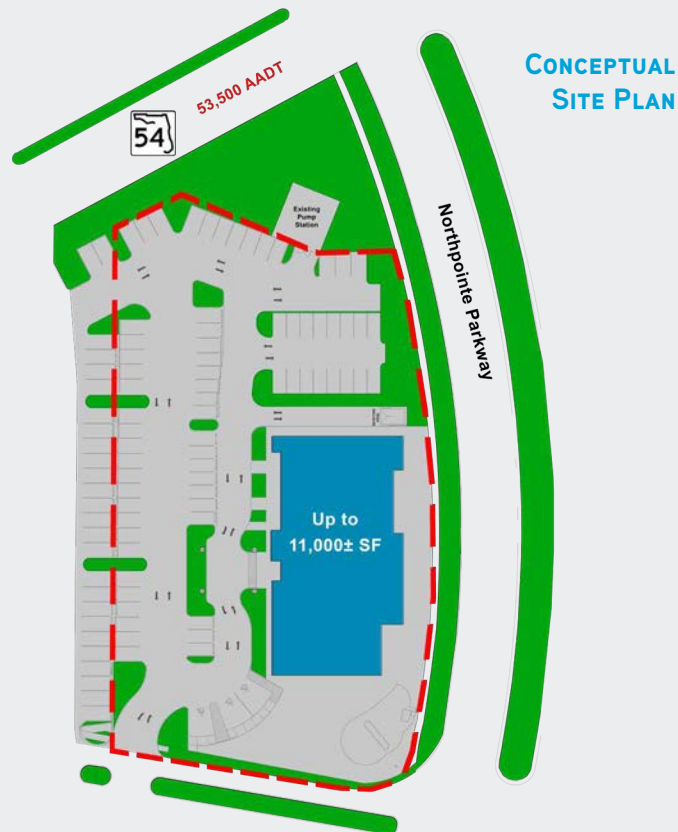 CONCEPTUAL
SITE PLAN
53,500 AADT
54
Existing
Pump
Station
Northpointe Parkway
Up to
11,000± SF